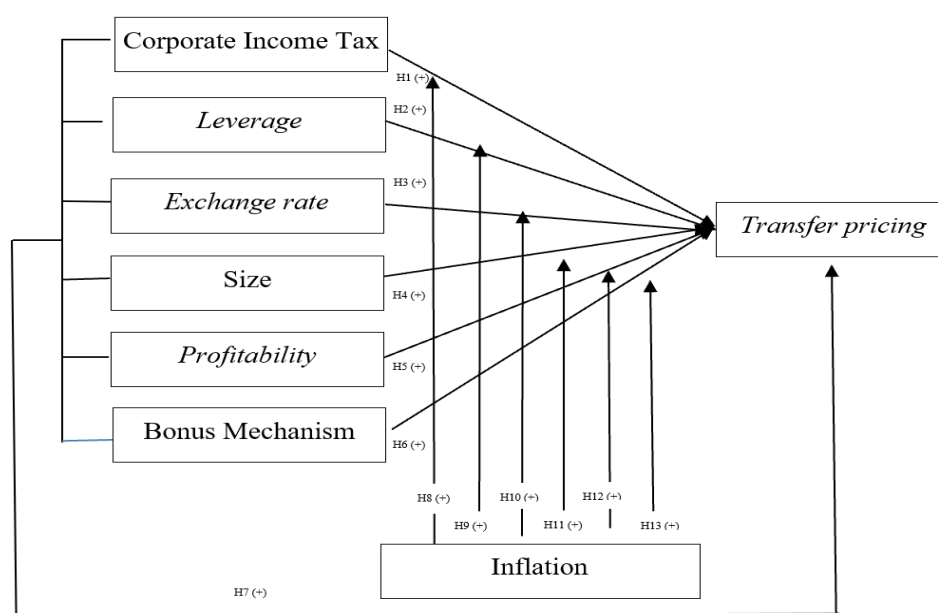 Corporate Income Tax
H1 (+)
Leverage
H2 (+)
Exchange rate
H3 (+)
Transfer pricing
Size
H4 (+)
Profitability
H5 (+)
Bonus Mechanism
H6 (+)
H8 (+)
H9 (+)
H10 (+)
H11 (+)
H12 (+)
H13 (+)
Inflation
H7 (+)